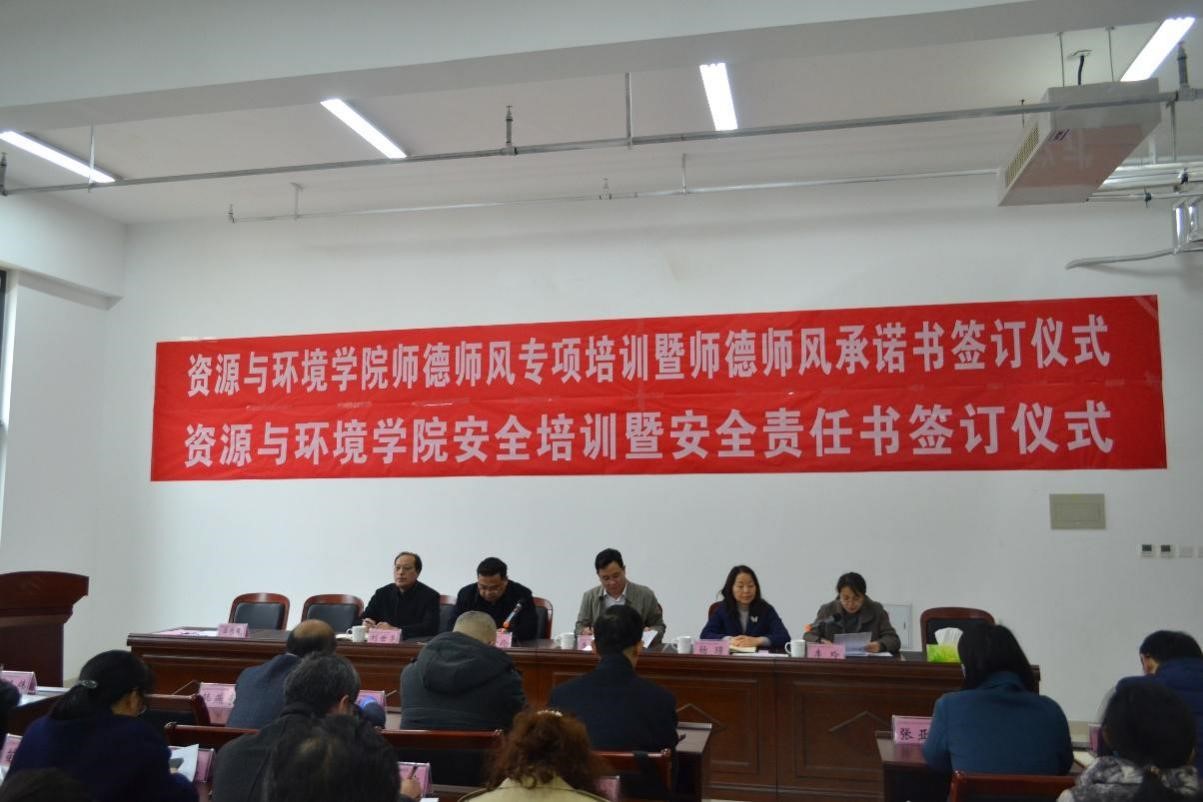 资源与环境学院师德师风专项培训暨师德师风承诺书签订仪式
资源与环境学院安全培训暨安全责任书签订仪式
张亚